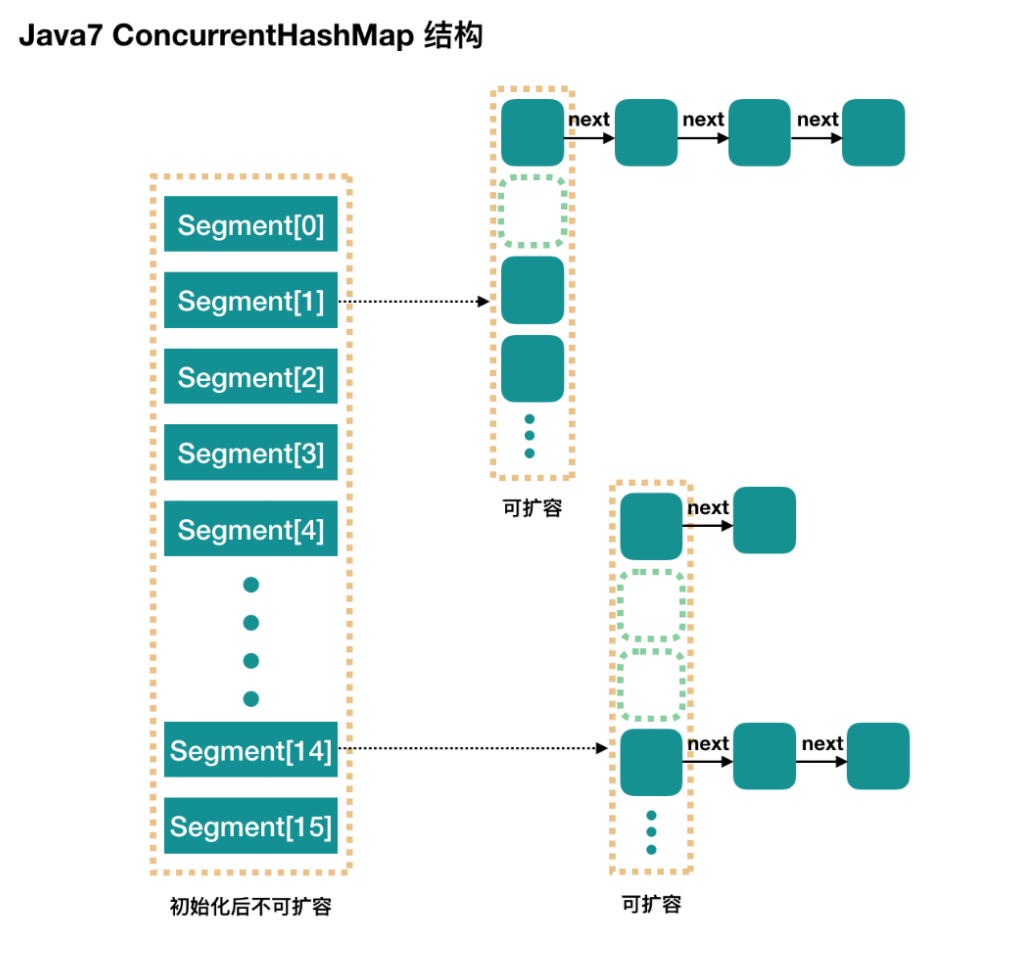 Java7 ConcurrentHashMap 结构
next next next
Segment[0]
Segment[1]
Segment[2]
Segment[3]
Segment[4]
可扩容
next
Segment[14]
next next
Segment[15]
初始化后不可扩容
可扩容